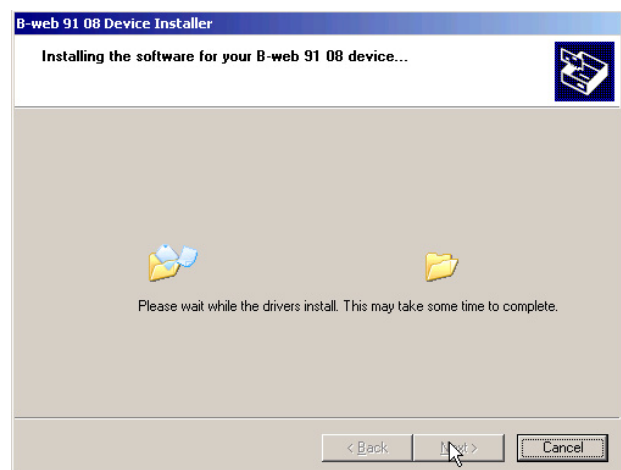 B-web 91 08 Device Installer
Installing the software for your B-web 91 08 device...
Please wait while the drivers install. This may take some time to complete.
< Back Next > Cancel